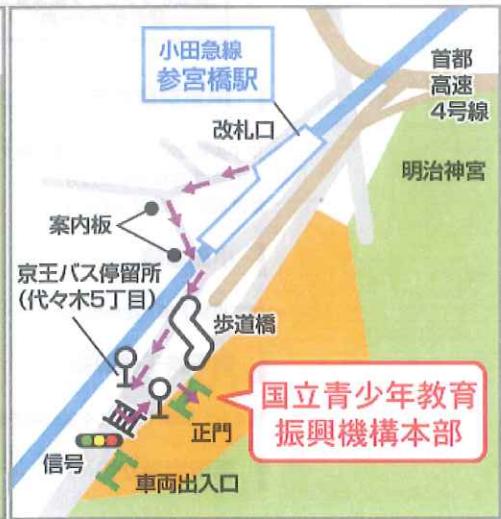 小田急線
参宮橋駅
改札口
首都
高速
4号線
明治神宮
案内板
京王バス停留所
(代々木5丁目)
歩道橋
国立青少年教育
振興機構本部
正門
信号
車両出入口